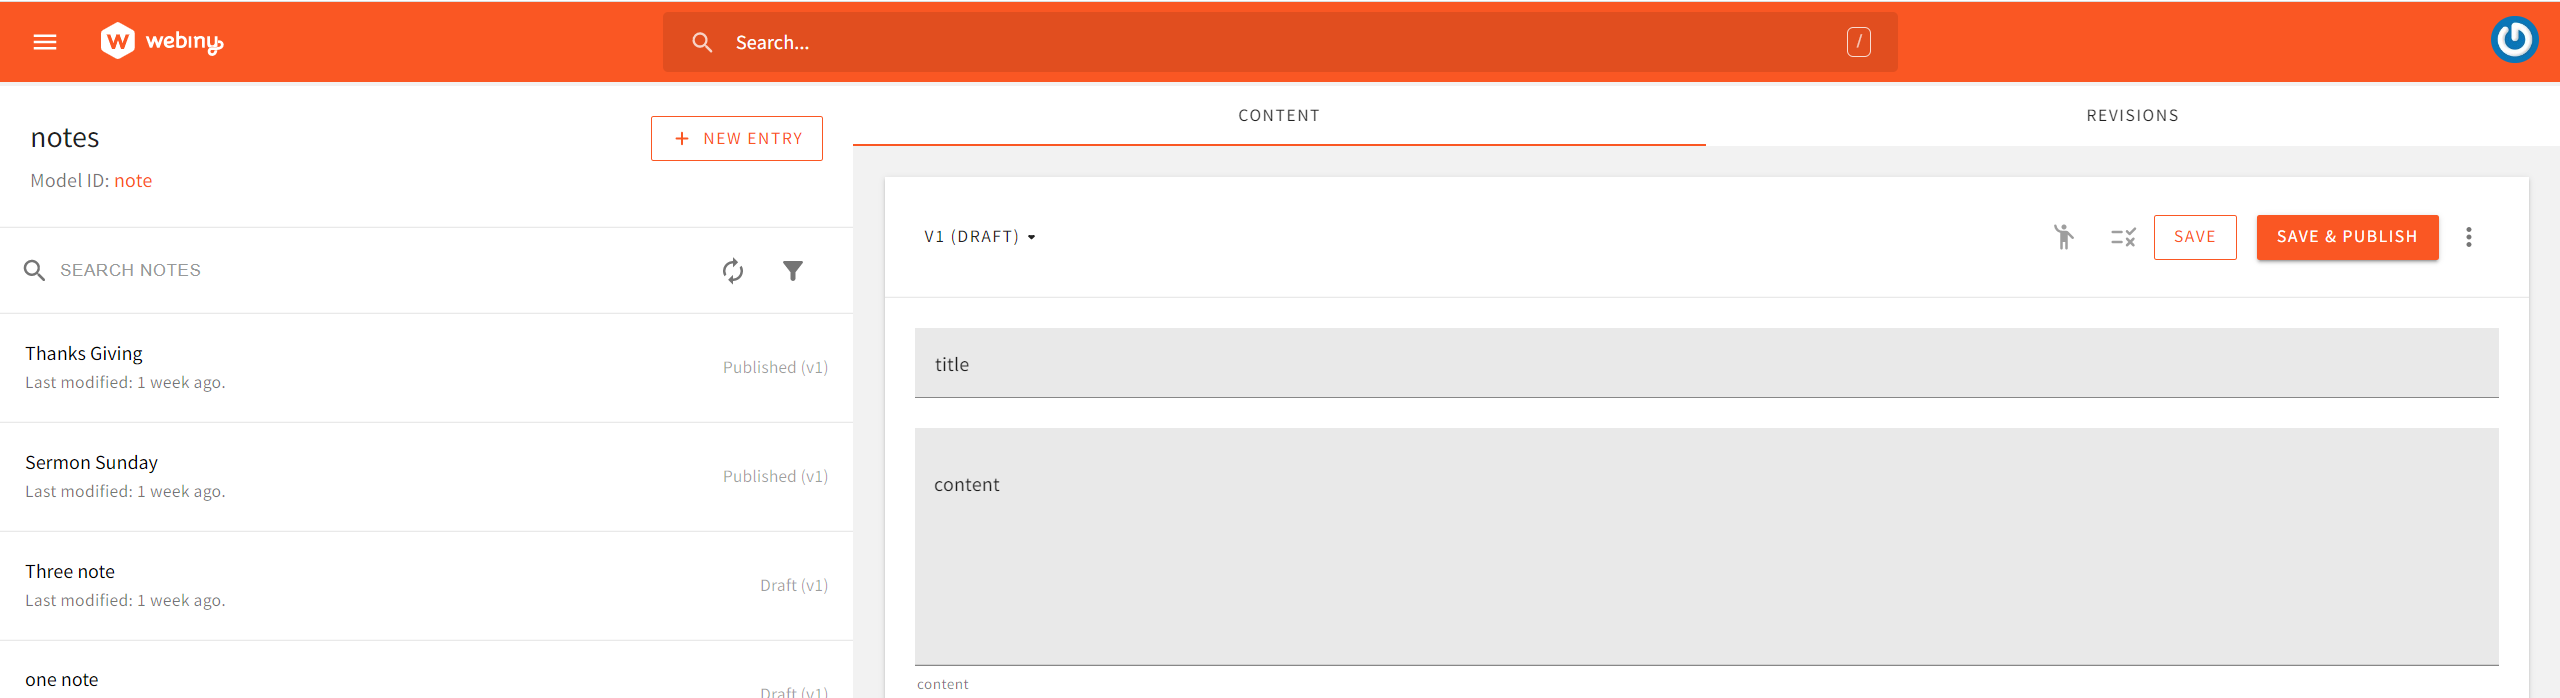 webiny
Search...
/
notes
NEW ENTRY
Model ID: note
SEARCH NOTES
Thanks Giving
Last modified: 1 week ago.
Published (v1)
Sermon Sunday
Last modified: 1 week ago.
Published (v1)
Three note
Last modified: 1 week ago.
Draft (v1)
one note
Draft (v1)
CONTENT
REVISIONS
V1 (DRAFT)
SAVE
SAVE & PUBLISH
title
content
content